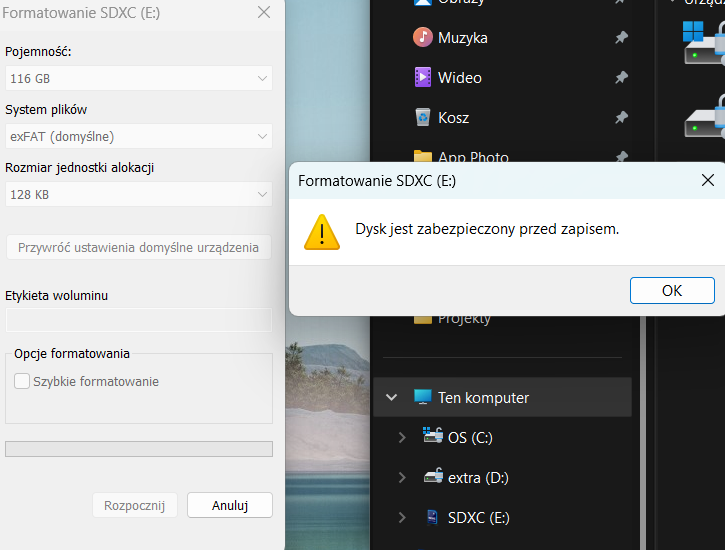 Formatowanie SDXC (E:)
Pojemność:
116 GB
System plików
exFAT (domyślne)
Rozmiar jednostki alokacji
128 KB
Przywróć ustawienia domyślne urządzenia
Etykieta woluminu
Opcje formatowania
Szybkie formatowanie
Rozpocznij
Anuluj
Obrazy
Muzyka
Wideo
Kosz
App Photo
Formatowanie SDXC (E:)
Dysk jest zabezpieczony przed zapisem.
OK
Projekty
Ten komputer
OS (C:)
extra (D:)
SDXC (E:)